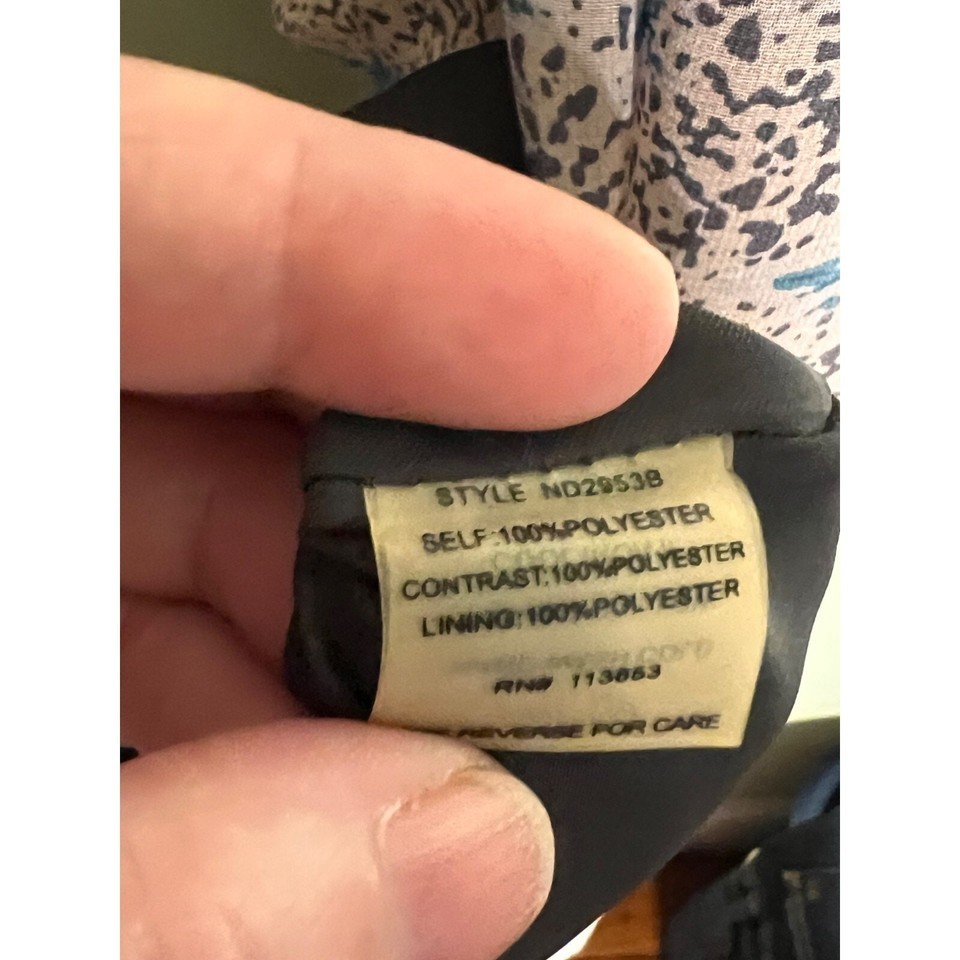 STYLE ND2953B
SELF:100%POLYESTER
CONTRAST:100%POLYESTER
LINING:100%POLYESTER
RN# 113653
REVERSE FOR CARE